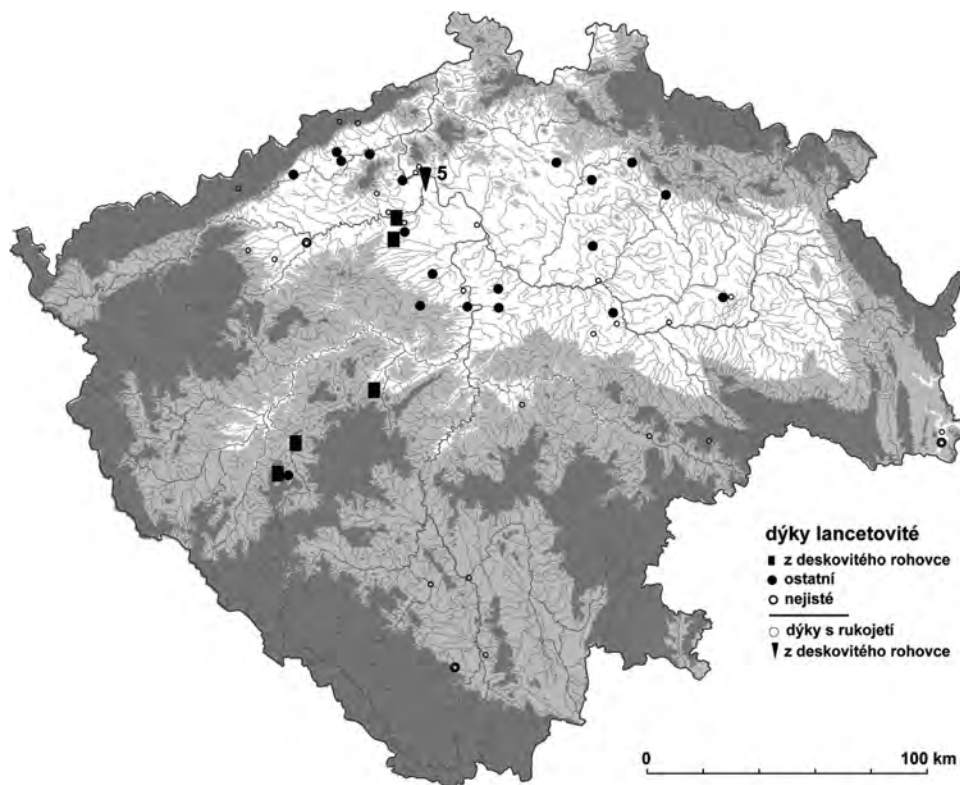 5
dýky lancetovité
z deskovitého rohovce
ostatní
nejisté
dýky s rukojetí
z deskovitého rohovce
0 100 km